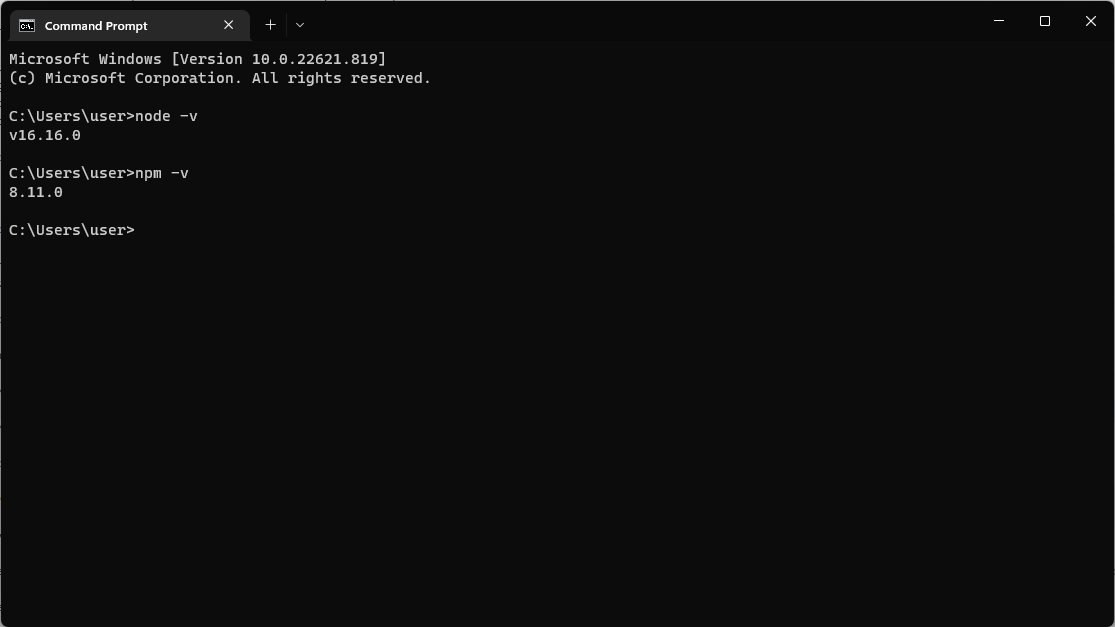 Command Prompt
Microsoft Windows [Version 10.0.22621.819]
(c) Microsoft Corporation. All rights reserved.
C:\Users\user>node -v
v16.16.0
C:\Users\user>npm -v
8.11.0
C:\Users\user>